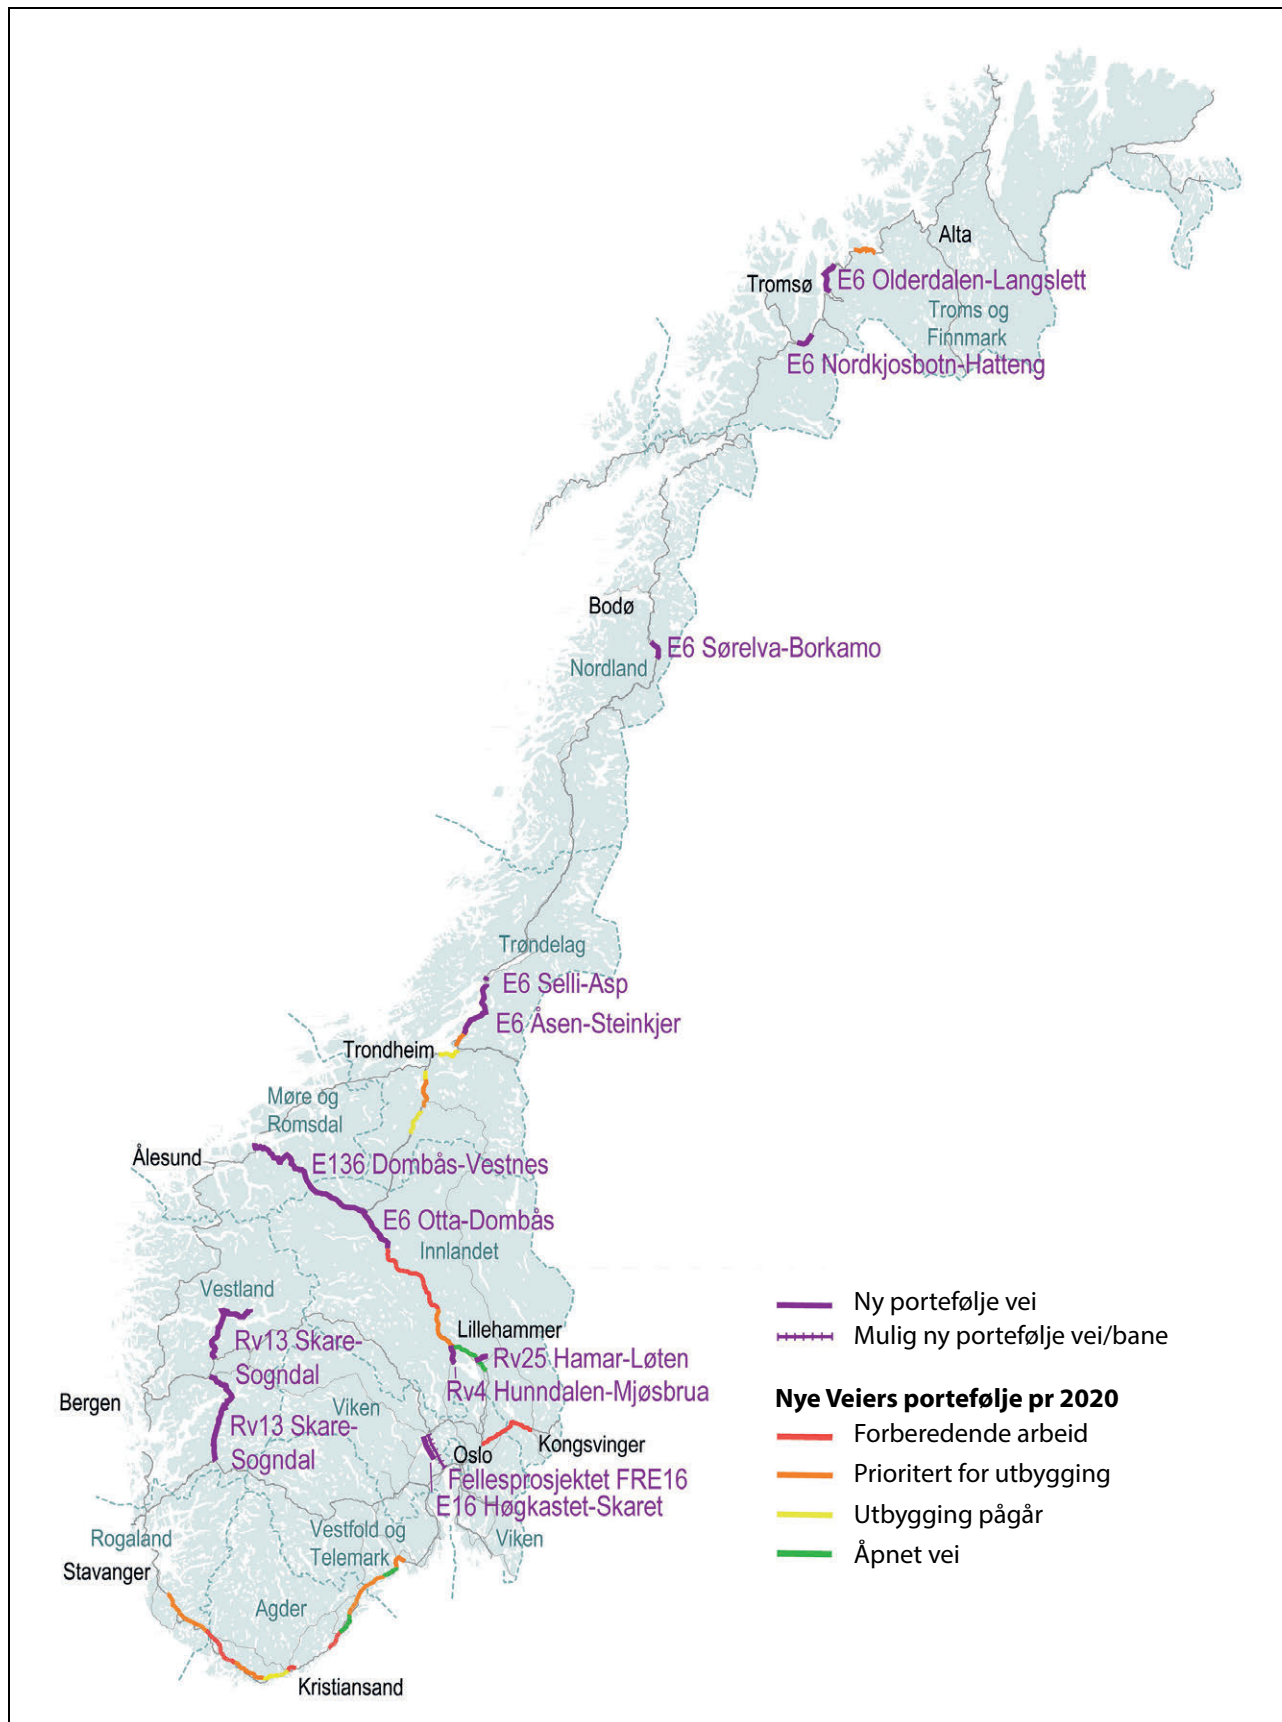 Alta
Tromsø
E6 Olderdalen-Langslett
Troms og
Finnmark
E6 Nordkjosbotn-Hatteng
Bodø
E6 Sørelva-Borkamo
Nordland
Trøndelag
E6 Selli-Asp
E6 Åsen-Steinkjer
Trondheim
Møre og
Romsdal
Ålesund
E136 Dombås-Vestnes
E6 Otta-Dombås
Innlandet
Vestland
Lillehammer
Rv13 Skare-
Sogndal
Rv25 Hamar-Løten
Rv4 Hunndalen-Mjøsbrua
Bergen
Viken
Rv13 Skare-
Sogndal
Oslo
Kongsvinger
Fellesprosjektet FRE16
E16 Høgkastet-Skaret
Rogaland
Vestfold og
Telemark
Viken
Stavanger
Agder
Kristiansand
Ny portefølje vei
Mulig ny portefølje vei/bane
Nye Veiers portefølje pr 2020
Forberedende arbeid
Prioritert for utbygging
Utbygging pågår
Åpnet vei